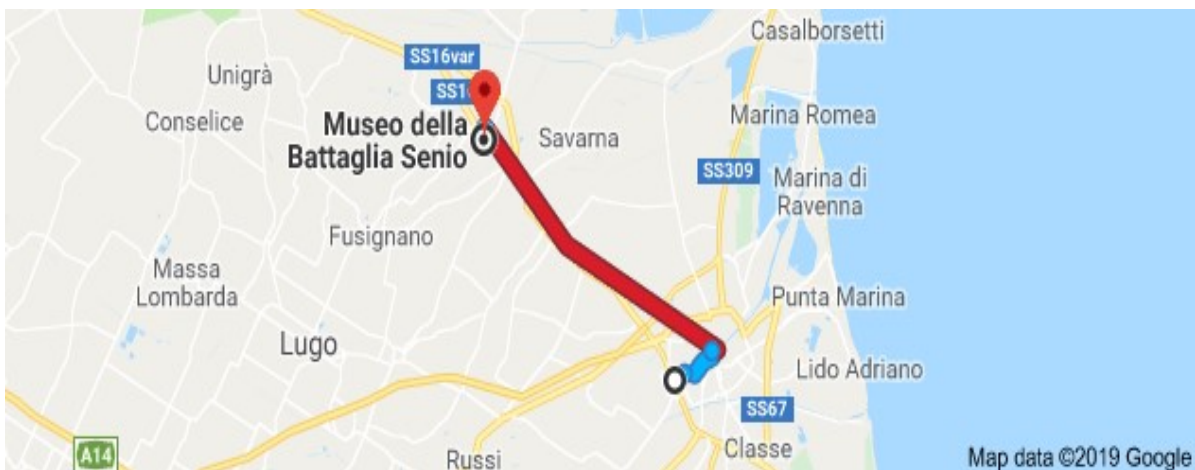 Casalborsetti
SS16var
Unigrà
SS16
Conselice
Marina Romea
Museo della
Battaglia Senio
Savarna
SS309
Marina di
Ravenna
Fusignano
Massa
Lombarda
Punta Marina
Lugo
Lido Adriano
SS67
Classe
A14
Russi
Map data ©2019 Google